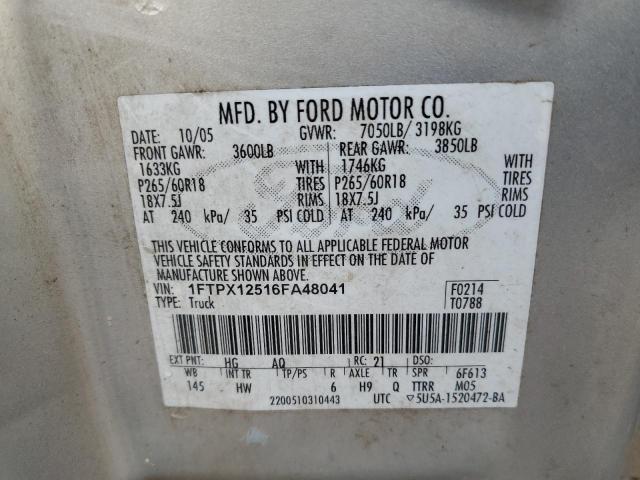 MFD. BY FORD MOTOR CO.
DATE: 10/05 GVWR: 7050LB/ 3198KG
FRONT GAWR: 3600LB REAR GAWR: 3850LB
1633KG WITH 1746KG WITH
P265/60R18 TIRES P265/60R18 TIRES
18X7.5J RIMS 18X7.5J RIMS
AT 240 kPa/ 35 PSI COLD AT 240 kPa/ 35 PSI COLD
THIS VEHICLE CONFORMS TO ALL APPLICABLE FEDERAL MOTOR
VEHICLE SAFETY STANDARDS IN EFFECT ON THE DATE OF
MANUFACTURE SHOWN ABOVE.
VIN: 1FTPX12516FA48041 F0214
TYPE: Truck T0788
EXT PNT: HG AQ RC: 21 DSO:
WB INT TR TP/PS R AXLE TR SPR 6F613
145 HW 6 H9 Q TTRR M05
2200510310443 UTC ▽5U5A-1520472-BA
Ford